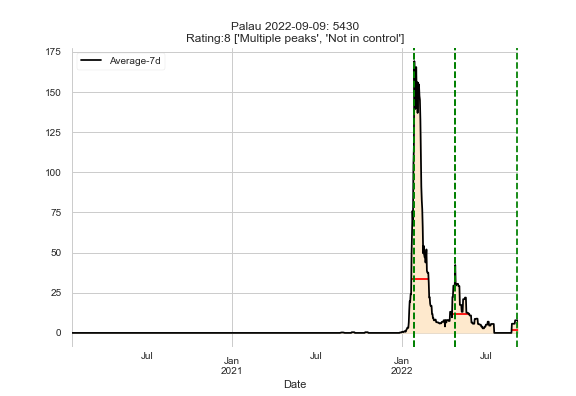 Palau 2022-09-09: 5430
Rating:8 ['Multiple peaks', 'Not in control']
175
Average-7d
150
125
100
75
50
25
0
Jul
Jan
2021
Jul
Jan
2022
Jul
Date